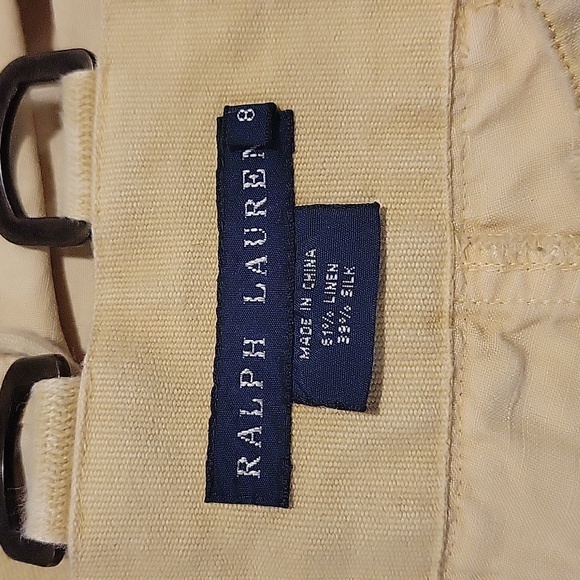 8
RALPH LAUREN
MADE IN CHINA
61% LINEN
39% SILK